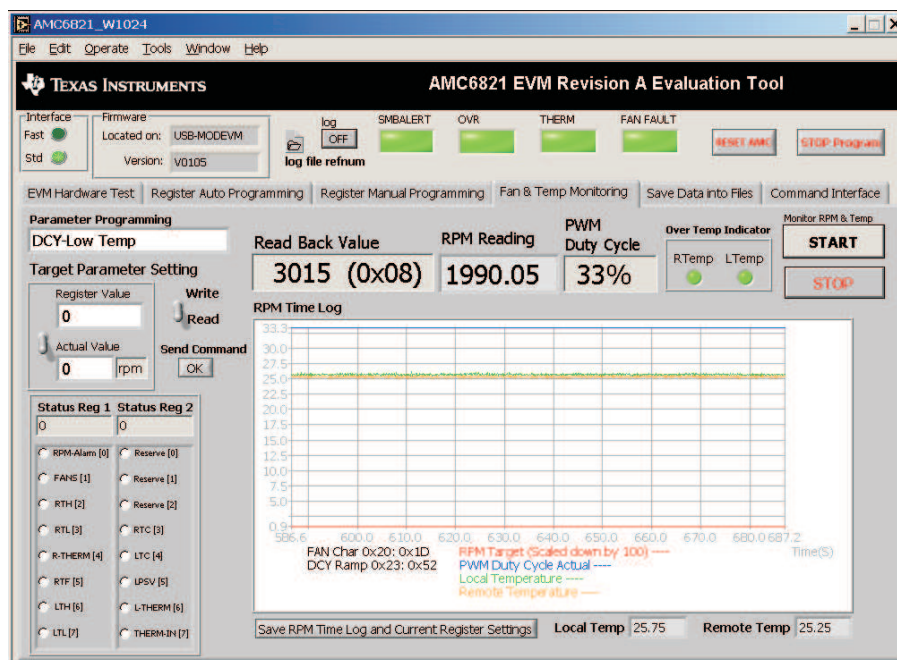 AMC6821_W1024
File Edit Operate Tools Window Help
TEXAS INSTRUMENTS
AMC6821 EVM Revision A Evaluation Tool
Interface
Fast
Std
Firmware
Located on: USB-MODEVM
Version: V0105
log
OFF
log file refnum
SMBALERT OVR THERM FAN FAULT
RESET AMC STOP Program
EVM Hardware Test Register Auto Programming Register Manual Programming Fan & Temp Monitoring Save Data into Files Command Interface
Parameter Programming
DCY-Low Temp
Target Parameter Setting
Register Value
0
Actual Value
0 rpm
Write
Read
Send Command
OK
Read Back Value
3015 (0x08)
RPM Reading
1990.05
PWM
Duty Cycle
33%
Over Temp Indicator
RTemp LTemp
Monitor RPM & Temp
START
STOP
Status Reg 1 Status Reg 2
0 0
RPM-Alarm [0] Reserve [0]
FANS [1] Reserve [1]
RTH [2] Reserve [2]
RTL [3] RTC [3]
R-THERM [4] LTC [4]
RTF [5] LPSV [5]
LTH [6] L-THERM [6]
LTL [7] THERM-IN [7]
RPM Time Log
33.3
30.0
27.5
25.0
22.5
20.0
17.5
15.0
12.5
10.0
7.5
5.0
0.9
586.6 600.0 610.0 620.0 630.0 640.0 650.0 660.0 670.0 680.0 687.2
Time(S)
FAN Char 0x20: 0x1D
DCY Ramp 0x23: 0x52
RPM Target (Scaled down by 100) ----
PWM Duty Cycle Actual ----
Local Temperature ----
Remote Temperature ----
Save RPM Time Log and Current Register Settings
Local Temp 25.75 Remote Temp 25.25